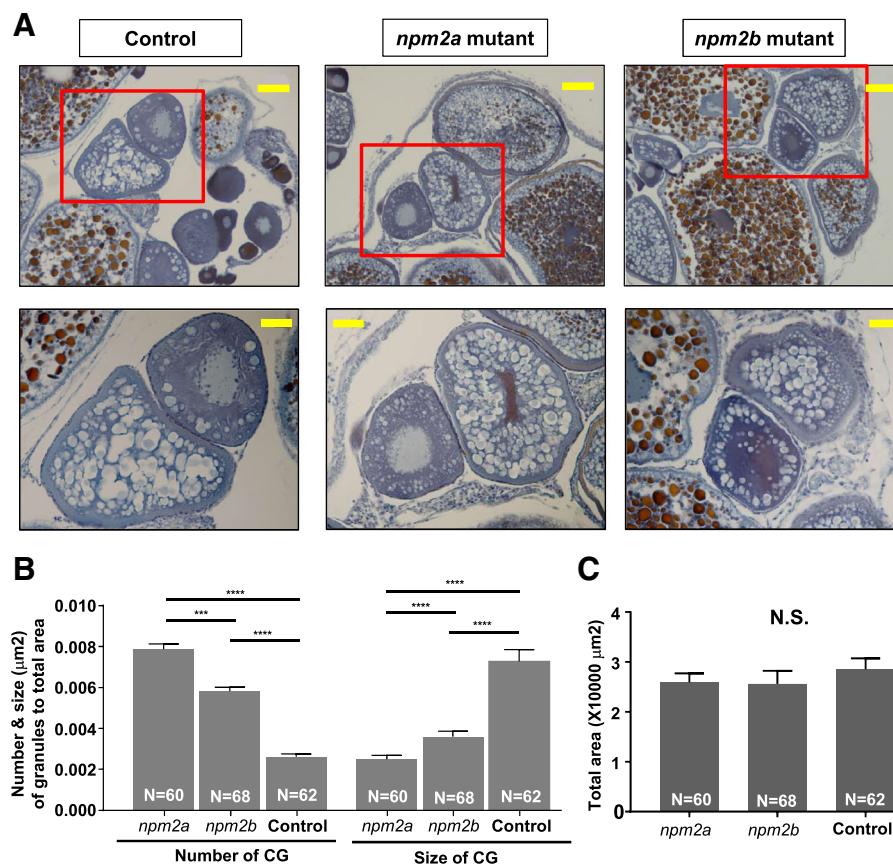 A
Control
npm2a mutant
npm2b mutant
B
Number & size (μm2)
of granules to total area
0.010
0.008
0.006
0.004
0.002
0.000
****
***
****
****
****
****
N=60
N=68
N=62
N=60
N=68
N=62
npm2a
npm2b
Control
npm2a
npm2b
Control
Number of CG
Size of CG
C
Total area (X10000 μm2)
4
3
2
1
0
N.S.
N=60
N=68
N=62
npm2a
npm2b
Control